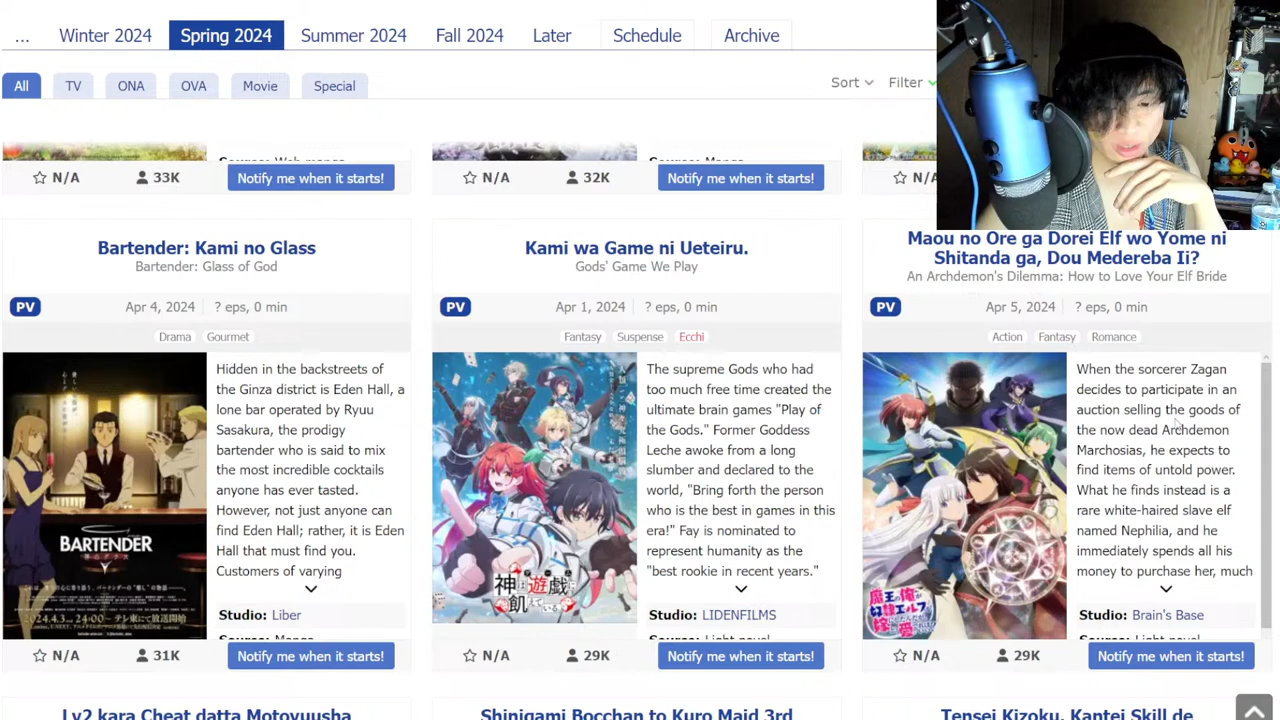 ... Winter 2024 Spring 2024 Summer 2024 Fall 2024 Later Schedule Archive
All TV ONA OVA Movie Special Sort Filter
N/A 33K Notify me when it starts!
N/A 32K Notify me when it starts!
N/A
Bartender: Kami no Glass
Bartender: Glass of God
PV Apr 4, 2024 ? eps, 0 min
Drama Gourmet
BARTENDER
Hidden in the backstreets of
the Ginza district is Eden Hall, a
lone bar operated by Ryuu
Sasakura, the prodigy
bartender who is said to mix
the most incredible cocktails
anyone has ever tasted.
However, not just anyone can
find Eden Hall; rather, it is Eden
Hall that must find you.
Customers of varying
Studio: Liber
N/A 31K Notify me when it starts!
Kami wa Game ni Ueteiru.
Gods' Game We Play
PV Apr 1, 2024 ? eps, 0 min
Fantasy Suspense Ecchi
神は遊戯に
飢えている。
The supreme Gods who had
too much free time created the
ultimate brain games "Play of
the Gods." Former Goddess
Leche awoke from a long
slumber and declared to the
world, "Bring forth the person
who is the best in games in this
era!" Fay is nominated to
represent humanity as the
"best rookie in recent years."
Studio: LIDENFILMS
N/A 29K Notify me when it starts!
Maou no Ore ga Dorei Elf wo Yome ni
Shitanda ga, Dou Medereba Ii?
An Archdemon's Dilemma: How to Love Your Elf Bride
PV Apr 5, 2024 ? eps, 0 min
Action Fantasy Romance
When the sorcerer Zagan
decides to participate in an
auction selling the goods of
the now dead Archdemon
Marchosias, he expects to
find items of untold power.
What he finds instead is a
rare white-haired slave elf
named Nephilia, and he
immediately spends all his
money to purchase her, much
Studio: Brain's Base
N/A 29K Notify me when it starts!
Lv2 kara Cheat datta Motoyuusha
Shinigami Bocchan to Kuro Maid 3rd
Tensei Kizoku, Kantei Skill de